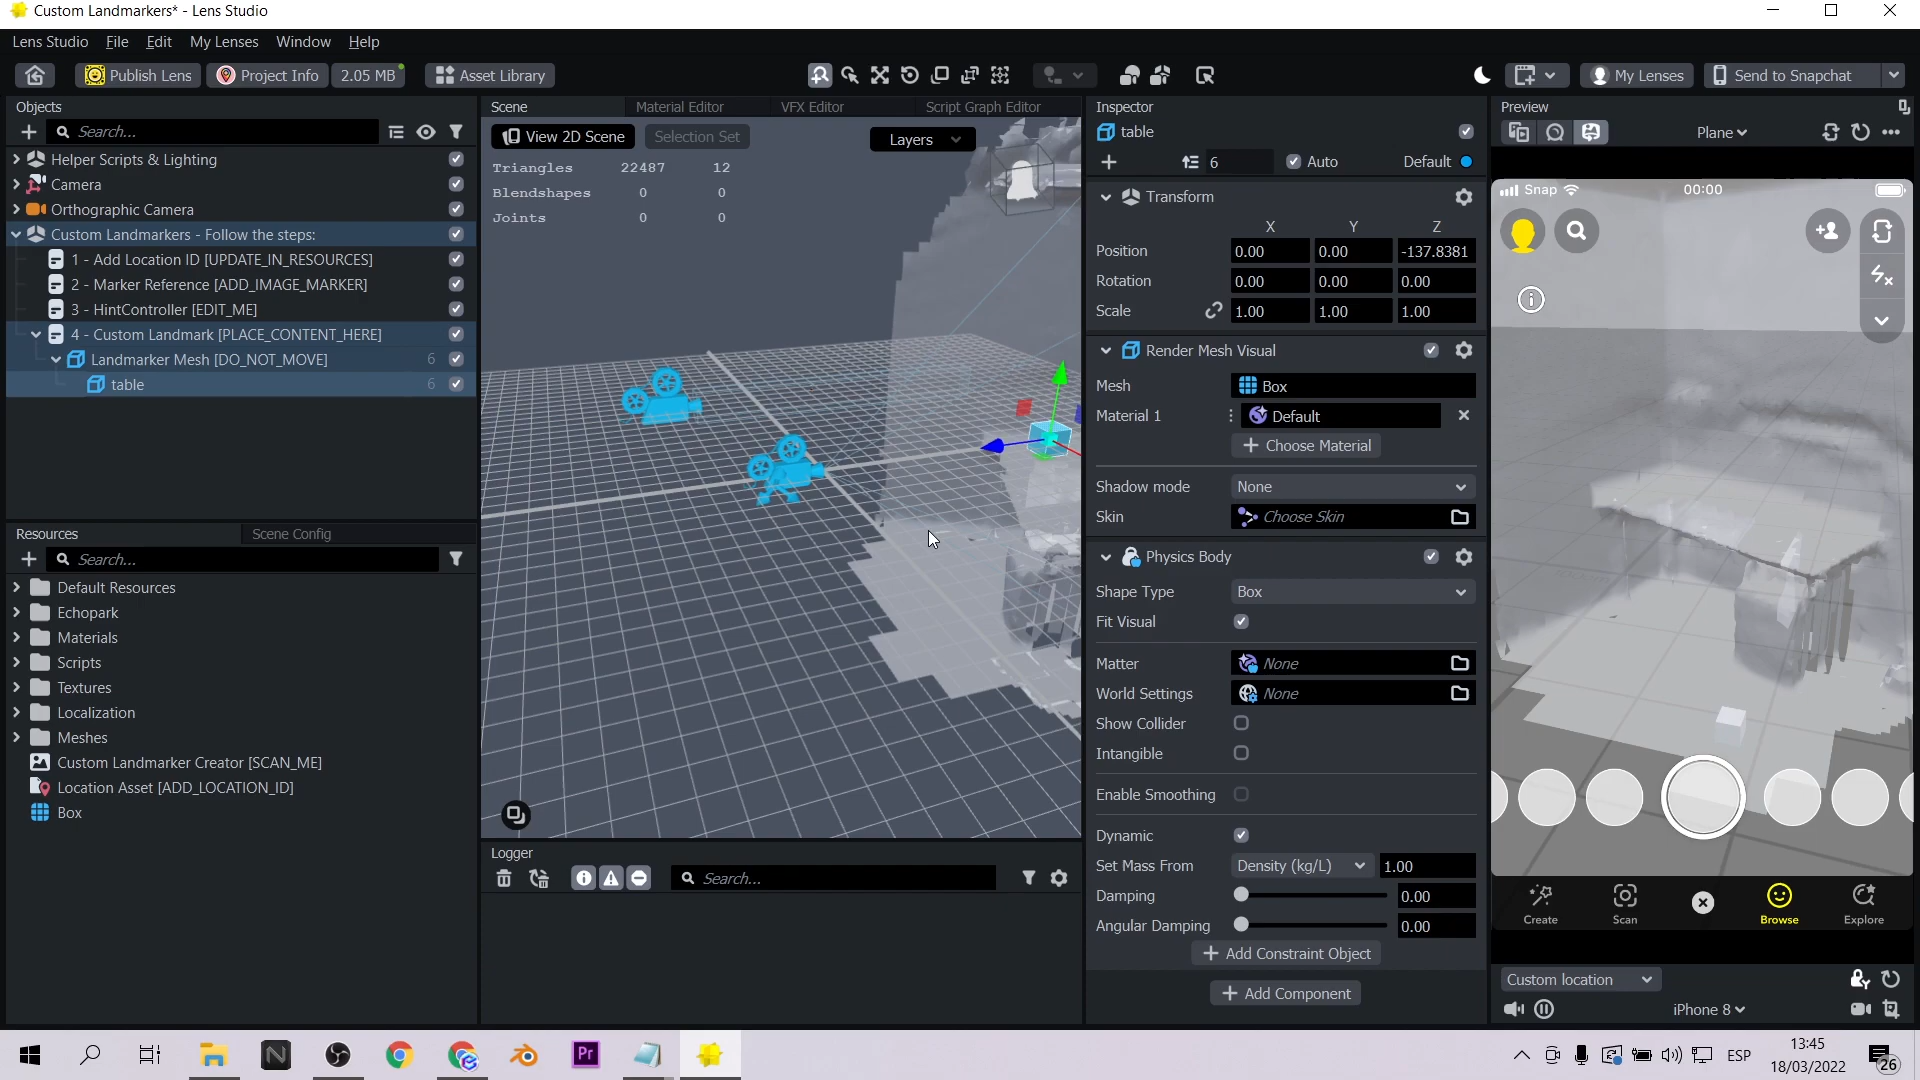 Custom Landmarkers* - Lens Studio
Lens Studio File Edit My Lenses Window Help
Publish Lens Project Info 2.05 MB Asset Library My Lenses Send to Snapchat
Objects
Search...
Helper Scripts & Lighting
Camera
Orthographic Camera
Custom Landmarkers - Follow the steps:
1 - Add Location ID [UPDATE_IN_RESOURCES]
2 - Marker Reference [ADD_IMAGE_MARKER]
3 - HintController [EDIT_ME]
4 - Custom Landmark [PLACE_CONTENT_HERE]
Landmarker Mesh [DO_NOT_MOVE] 6
table 6
Resources Scene Config
Search...
Default Resources
Echopark
Materials
Scripts
Textures
Localization
Meshes
Custom Landmarker Creator [SCAN_ME]
Location Asset [ADD_LOCATION_ID]
Box
Scene Material Editor VFX Editor Script Graph Editor
View 2D Scene Selection Set Layers
Triangles 22487 12
Blendshapes 0 0
Joints 0 0
Logger
Search...
Inspector
table
6 Auto Default
Transform
X Y Z
Position 0.00 0.00 -137.8381
Rotation 0.00 0.00 0.00
Scale 1.00 1.00 1.00
Render Mesh Visual
Mesh Box
Material 1 Default
Choose Material
Shadow mode None
Skin Choose Skin
Physics Body
Shape Type Box
Fit Visual
Matter None
World Settings None
Show Collider
Intangible
Enable Smoothing
Dynamic
Set Mass From Density (kg/L) 1.00
Damping 0.00
Angular Damping 0.00
Add Constraint Object
Add Component
Preview
Plane
Snap 00:00
Create Scan Browse Explore
Custom location
iPhone 8
N Pr ESP
13:45
18/03/2022
26